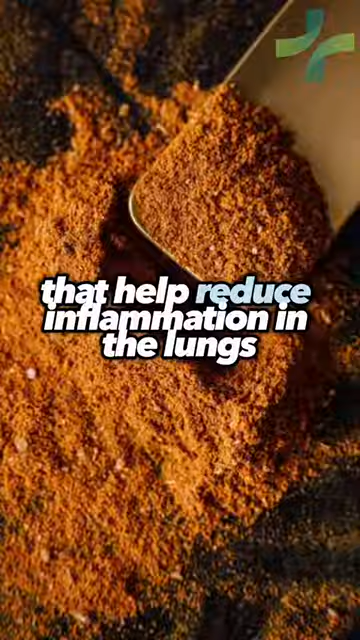 that help reduce
inflammation in
the lungs